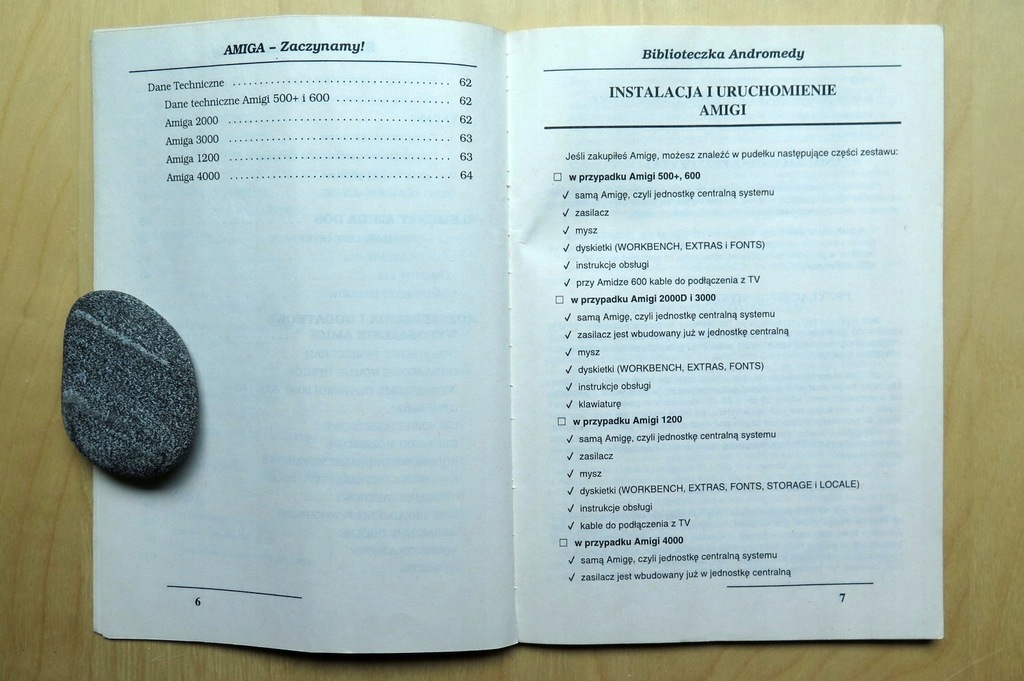 AMIGA – Zaczynamy!
Dane Techniczne . . . . . . . . . . . . . . . . . . . . . . . . . . . . . . . . . 62
Dane techniczne Amigi 500+ i 600 . . . . . . . . . . . . . . . . . 62
Amiga 2000 . . . . . . . . . . . . . . . . . . . . . . . . . . . . . . . . . 62
Amiga 3000 . . . . . . . . . . . . . . . . . . . . . . . . . . . . . . . . . 63
Amiga 1200 . . . . . . . . . . . . . . . . . . . . . . . . . . . . . . . . . 63
Amiga 4000 . . . . . . . . . . . . . . . . . . . . . . . . . . . . . . . . . 64
6
Biblioteczka Andromedy
INSTALACJA I URUCHOMIENIE
AMIGI
Jeśli zakupiłeś Amigę, możesz znaleźć w pudełku następujące części zestawu:
☐ w przypadku Amigi 500+, 600
✓ samą Amigę, czyli jednostkę centralną systemu
✓ zasilacz
✓ mysz
✓ dyskietki (WORKBENCH, EXTRAS i FONTS)
✓ instrukcje obsługi
✓ przy Amidze 600 kable do podłączenia z TV
☐ w przypadku Amigi 2000D i 3000
✓ samą Amigę, czyli jednostkę centralną systemu
✓ zasilacz jest wbudowany już w jednostkę centralną
✓ mysz
✓ dyskietki (WORKBENCH, EXTRAS, FONTS)
✓ instrukcje obsługi
✓ klawiaturę
☐ w przypadku Amigi 1200
✓ samą Amigę, czyli jednostkę centralną systemu
✓ zasilacz
✓ mysz
✓ dyskietki (WORKBENCH, EXTRAS, FONTS, STORAGE i LOCALE)
✓ instrukcje obsługi
✓ kable do podłączenia z TV
☐ w przypadku Amigi 4000
✓ samą Amigę, czyli jednostkę centralną systemu
✓ zasilacz jest wbudowany już w jednostkę centralną
7